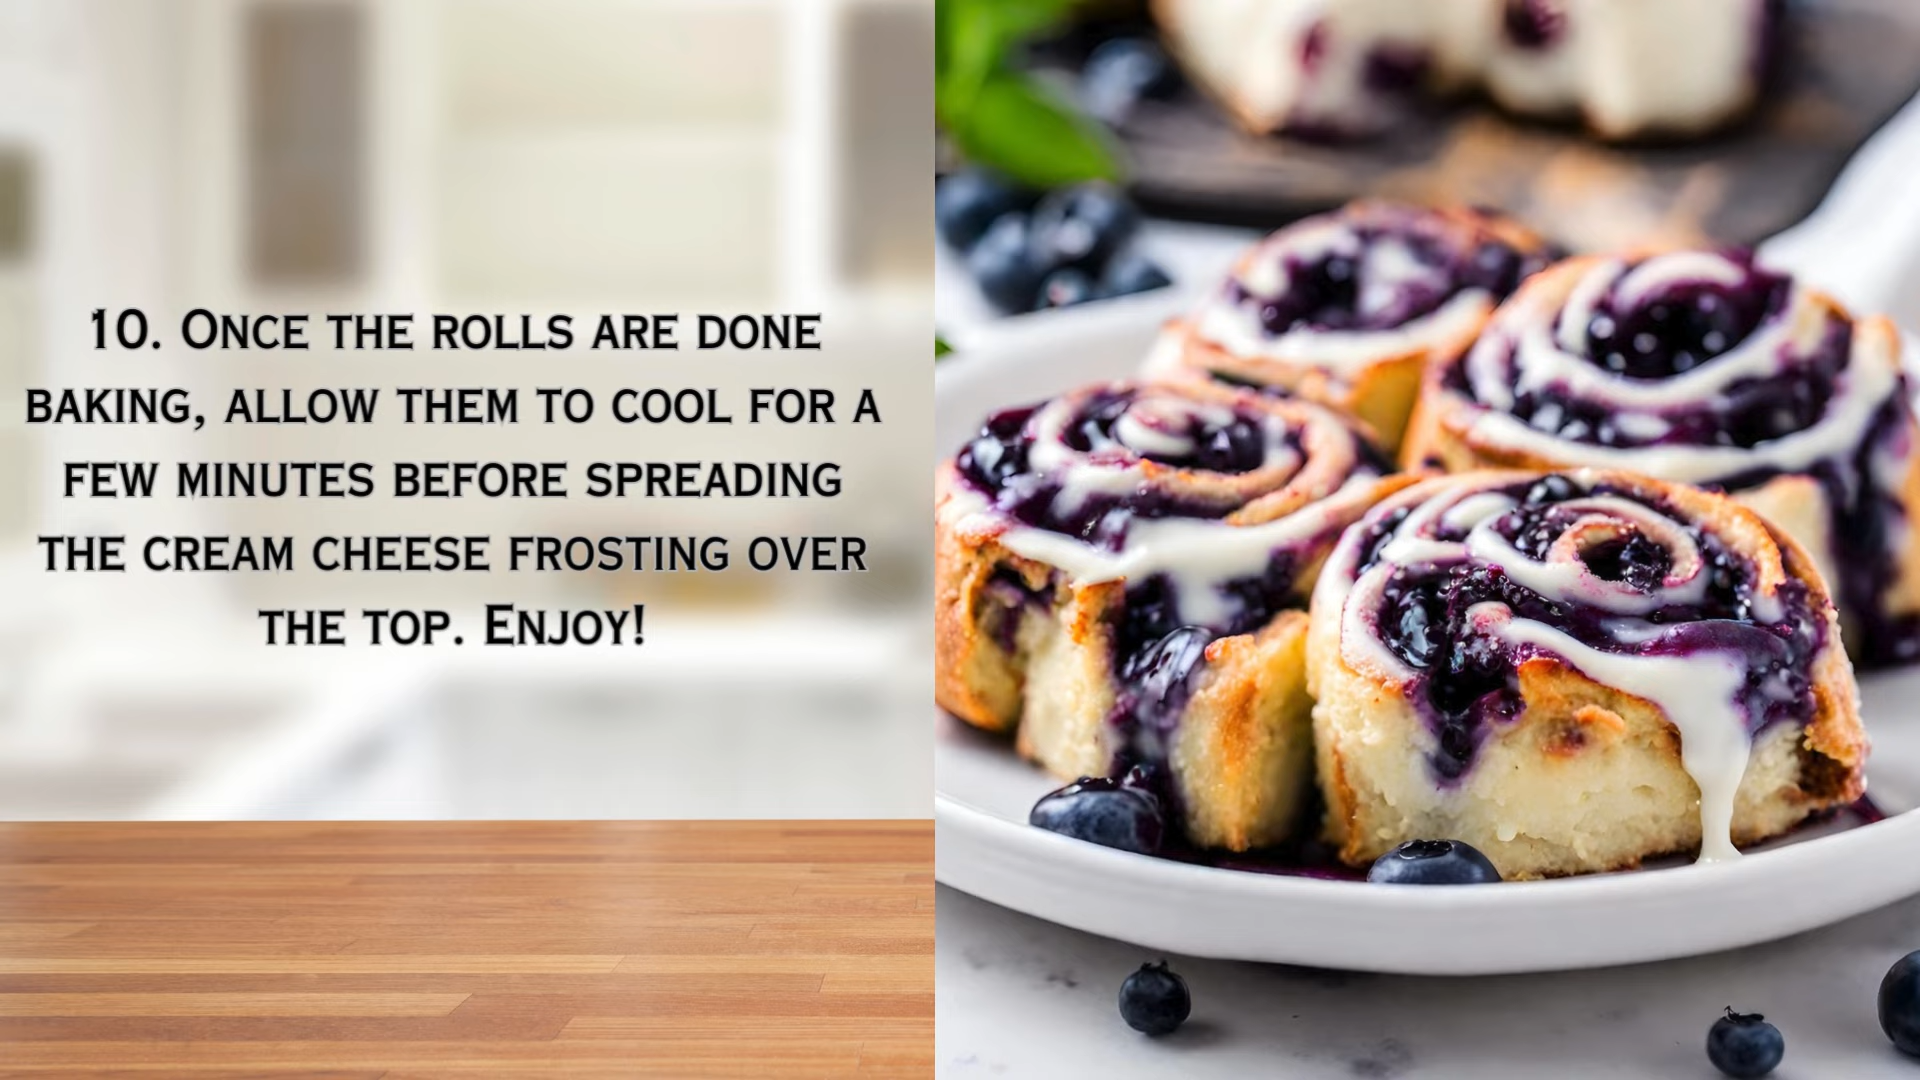 10. Once the rolls are done
baking, allow them to cool for a
few minutes before spreading
the cream cheese frosting over
the top. Enjoy!